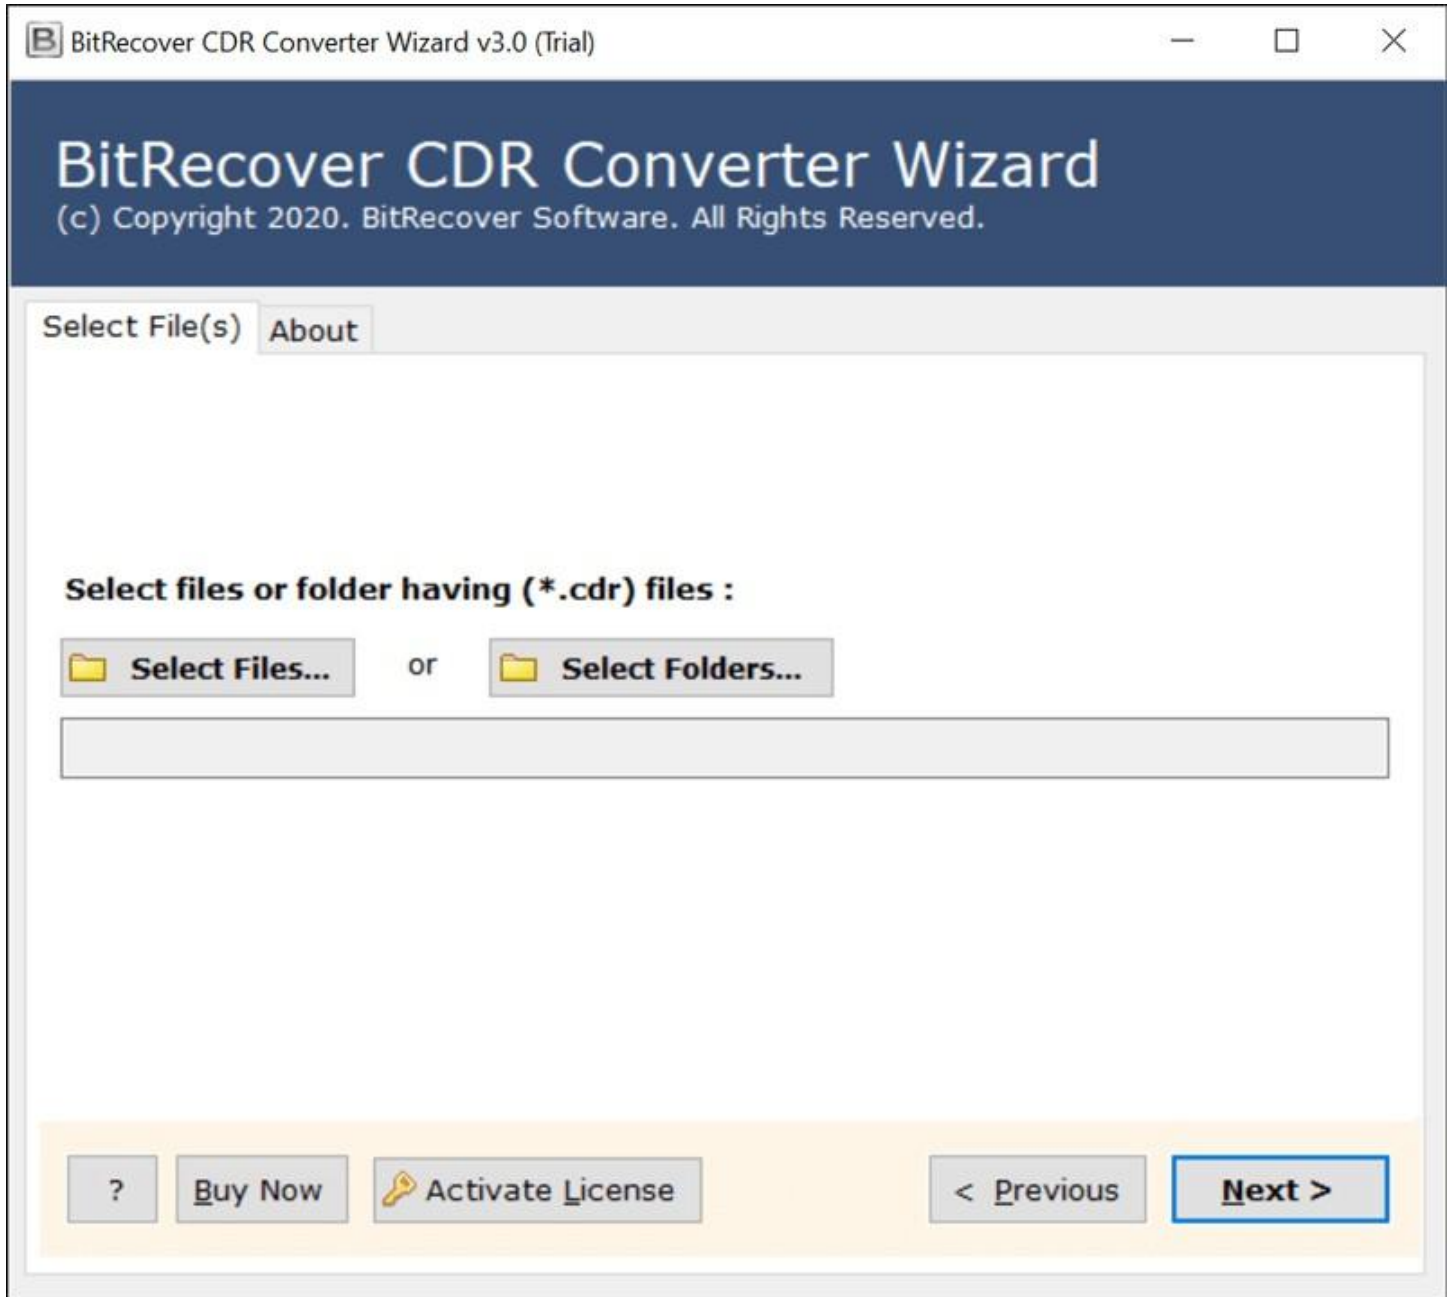 B BitRecover CDR Converter Wizard v3.0 (Trial)
BitRecover CDR Converter Wizard
(c) Copyright 2020. BitRecover Software. All Rights Reserved.
Select File(s) About
Select files or folder having (*.cdr) files :
Select Files... or Select Folders...
? Buy Now Activate License < Previous Next >